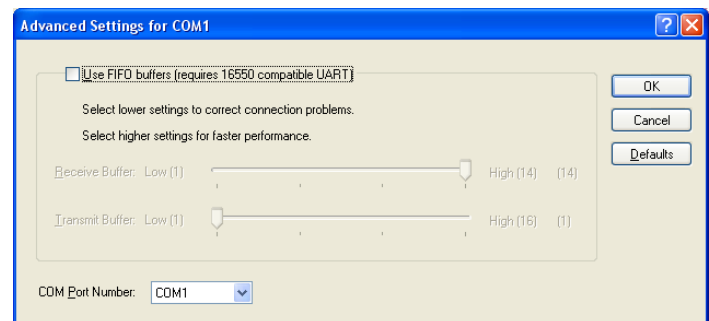 Advanced Settings for COM1
Use FIFO buffers (requires 16550 compatible UART)
OK
Select lower settings to correct connection problems.
Cancel
Select higher settings for faster performance.
Defaults
Receive Buffer: Low (1) High (14) (14)
Transmit Buffer: Low (1) High (16) (1)
COM Port Number: COM1